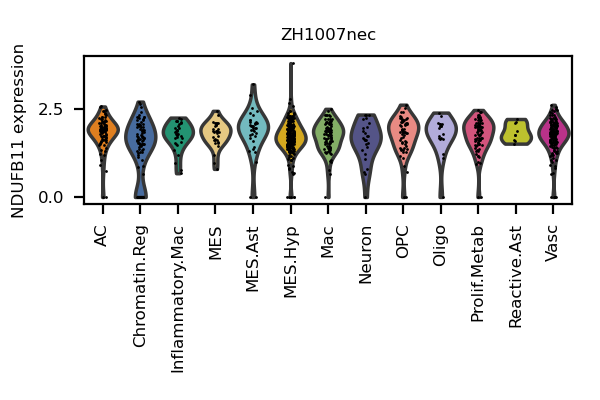 ZH1007nec
NDUFB11 expression
2.5
0.0
AC
Chromatin.Reg
Inflammatory.Mac
MES
MES.Ast
MES.Hyp
Mac
Neuron
OPC
Oligo
Prolif.Metab
Reactive.Ast
Vasc